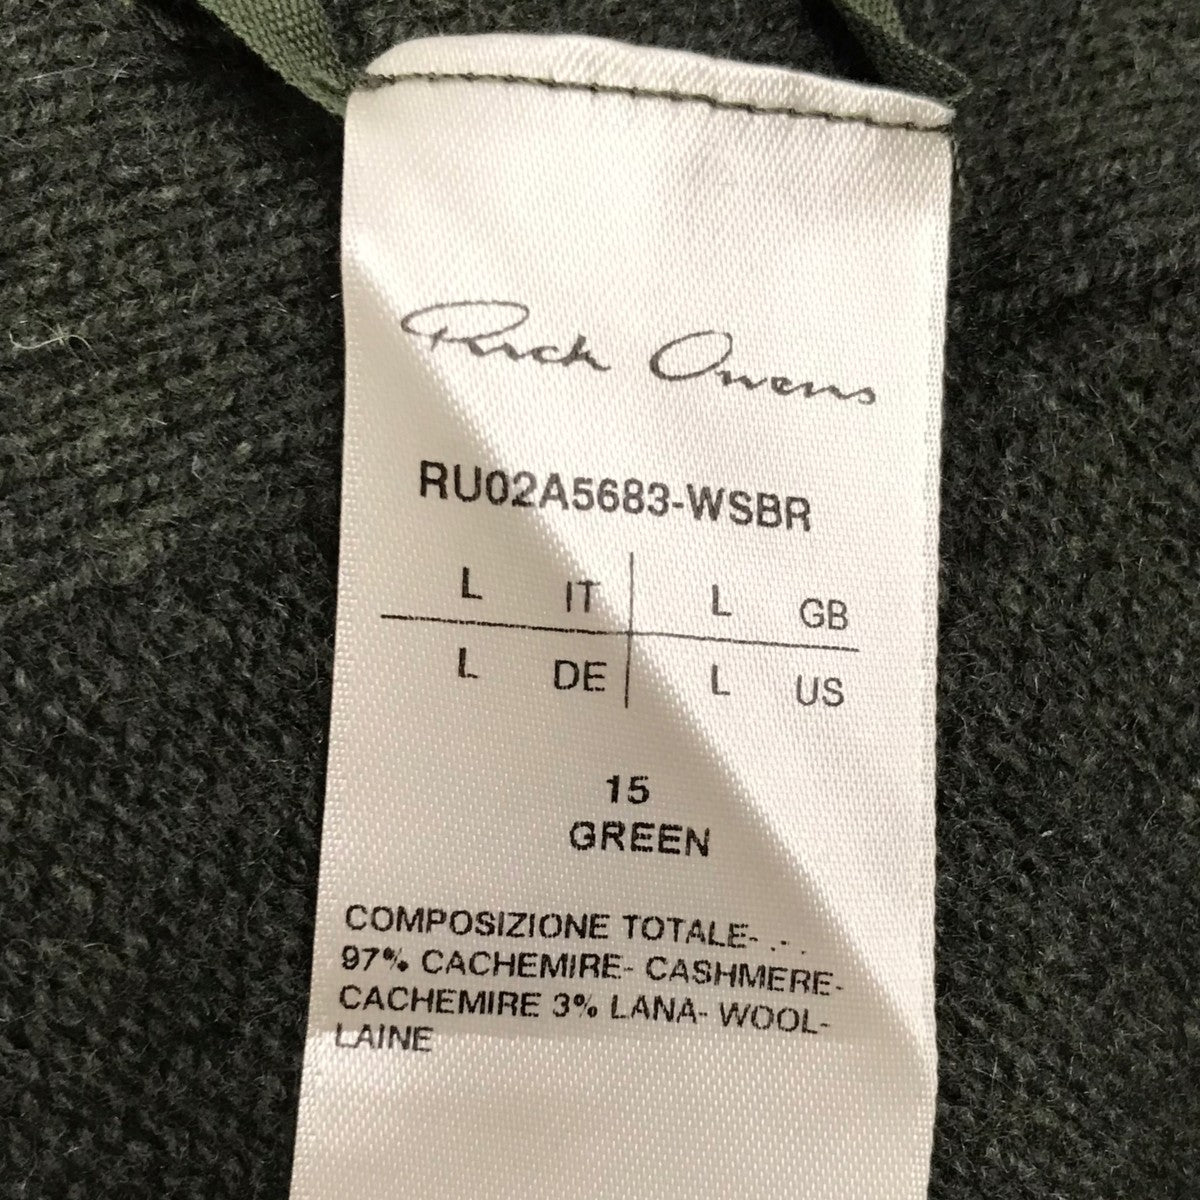 Rick Owens
RU02A5683-WSBR
L IT L GB
L DE L US
15
GREEN
COMPOSIZIONE TOTALE- .- .
97% CACHEMIRE- CASHMERE-
CACHEMIRE 3% LANA- WOOL-
LAINE